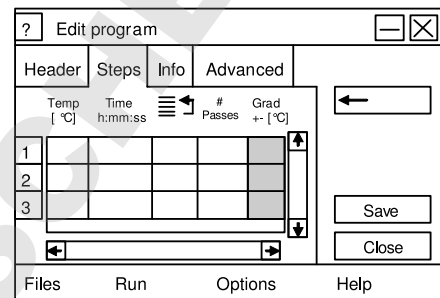 ? Edit program
Header Steps Info Advanced
Temp Time # Grad
[ °C] h:mm:ss Passes +- [°C]
1
2
3
Save
Close
Files Run Options Help